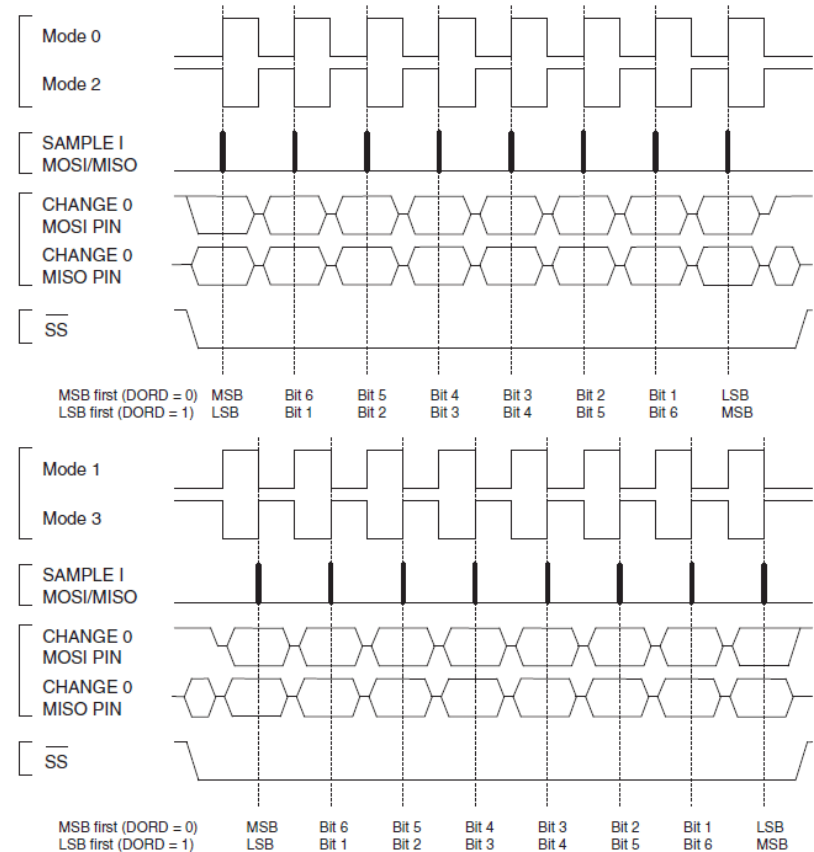 Mode 0
Mode 2
SAMPLE I
MOSI/MISO
CHANGE 0
MOSI PIN
CHANGE 0
MISO PIN
SS
MSB first (DORD = 0) MSB Bit 6 Bit 5 Bit 4 Bit 3 Bit 2 Bit 1 LSB
LSB first (DORD = 1) LSB Bit 1 Bit 2 Bit 3 Bit 4 Bit 5 Bit 6 MSB
Mode 1
Mode 3
SAMPLE I
MOSI/MISO
CHANGE 0
MOSI PIN
CHANGE 0
MISO PIN
SS
MSB first (DORD = 0) MSB Bit 6 Bit 5 Bit 4 Bit 3 Bit 2 Bit 1 LSB
LSB first (DORD = 1) LSB Bit 1 Bit 2 Bit 3 Bit 4 Bit 5 Bit 6 MSB